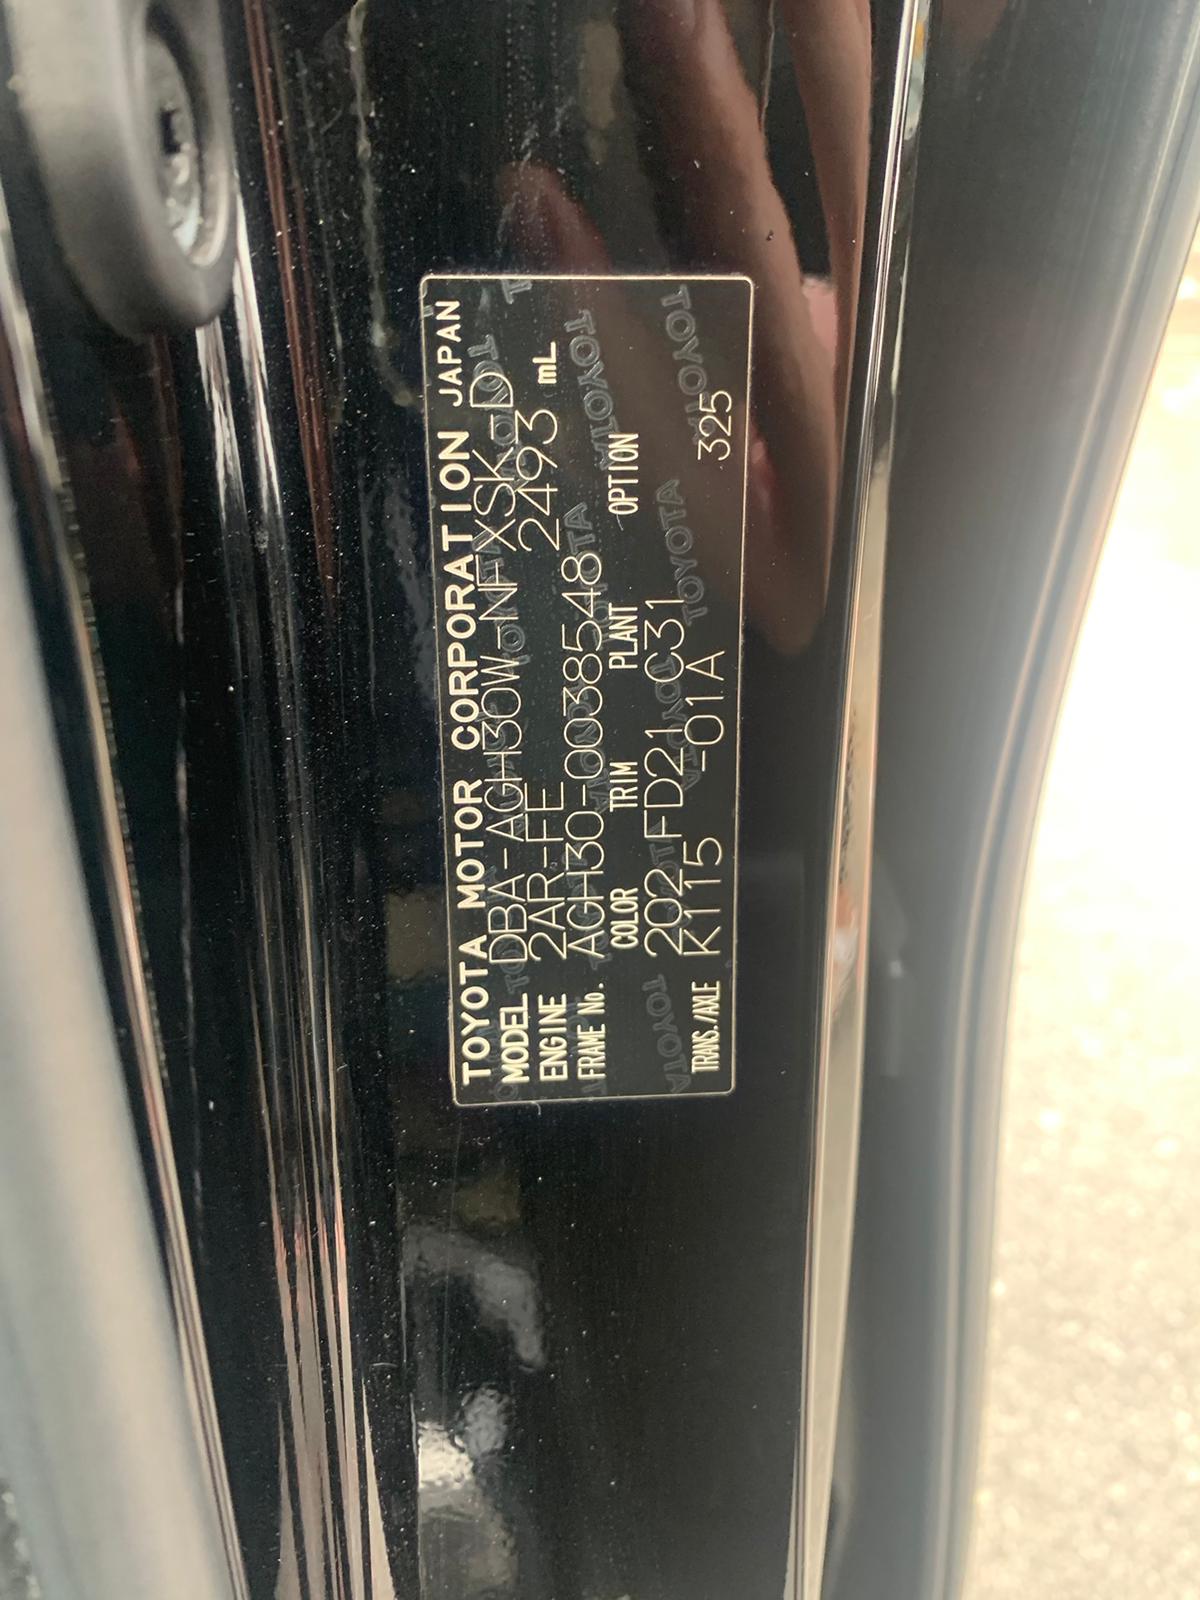 TOYOTA MOTOR CORPORATION JAPAN
MODEL DBA-AGH30W-NFXSK-D
ENGINE 2AR-FE 2493 mL
FRAME No. AGH30-0038548
COLOR TRIM PLANT OPTION
202 FD21 C31
TRANS./AXLE K115 -01A 325